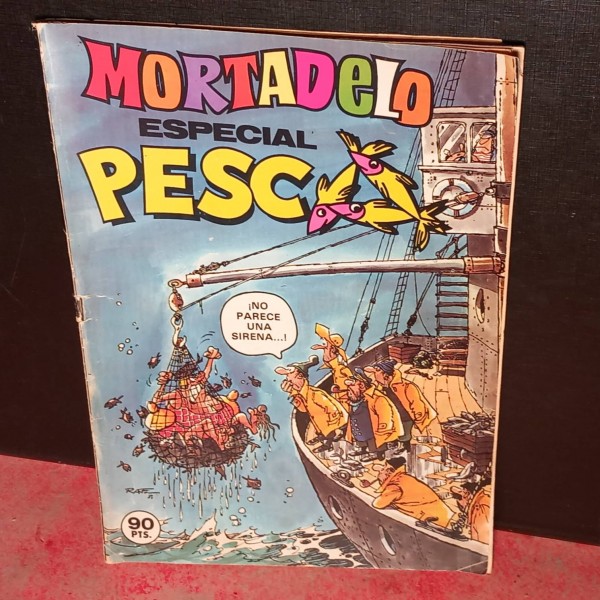 MORTADELO
ESPECIAL
PESCA
¡NO
PARECE
UNA
SIRENA...!
90
PTS.